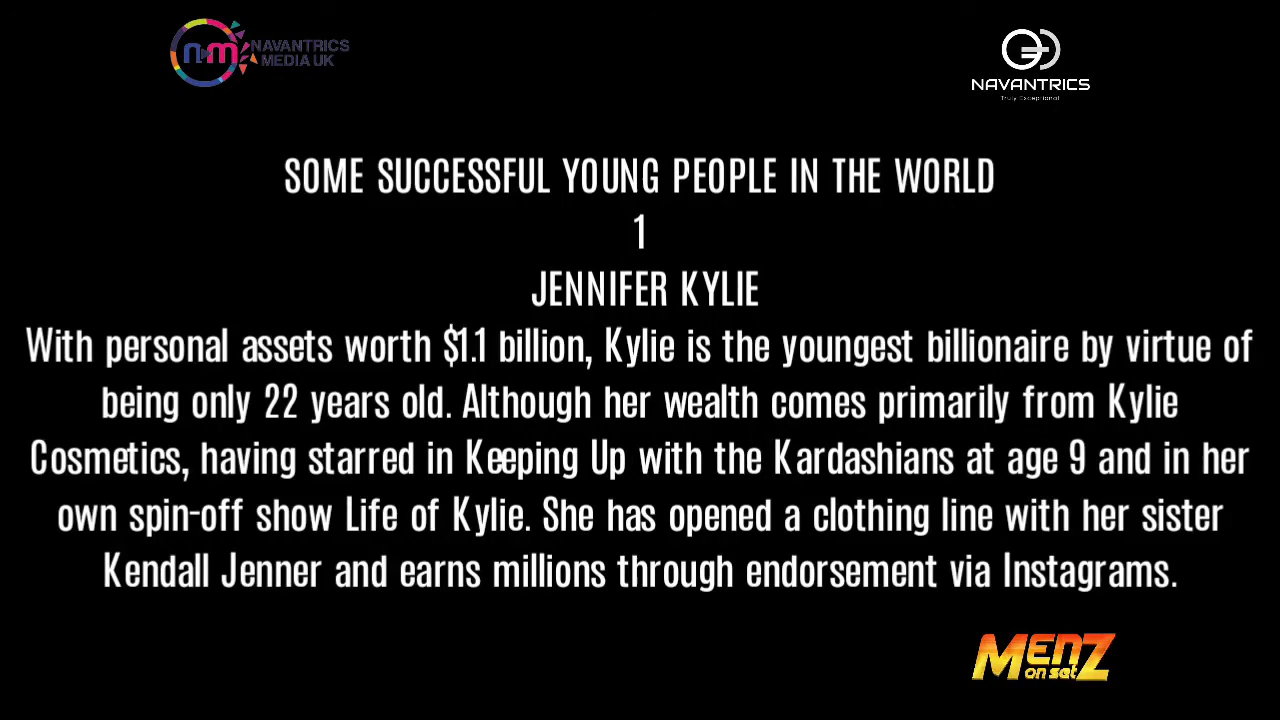 nm NAVANTRICS
MEDIA UK
NAVANTRICS
Truly Exceptional
SOME SUCCESSFUL YOUNG PEOPLE IN THE WORLD
1
JENNIFER KYLIE
With personal assets worth $1.1 billion, Kylie is the youngest billionaire by virtue of
being only 22 years old. Although her wealth comes primarily from Kylie
Cosmetics, having starred in Keeping Up with the Kardashians at age 9 and in her
own spin-off show Life of Kylie. She has opened a clothing line with her sister
Kendall Jenner and earns millions through endorsement via Instagrams.
MENZ
on set